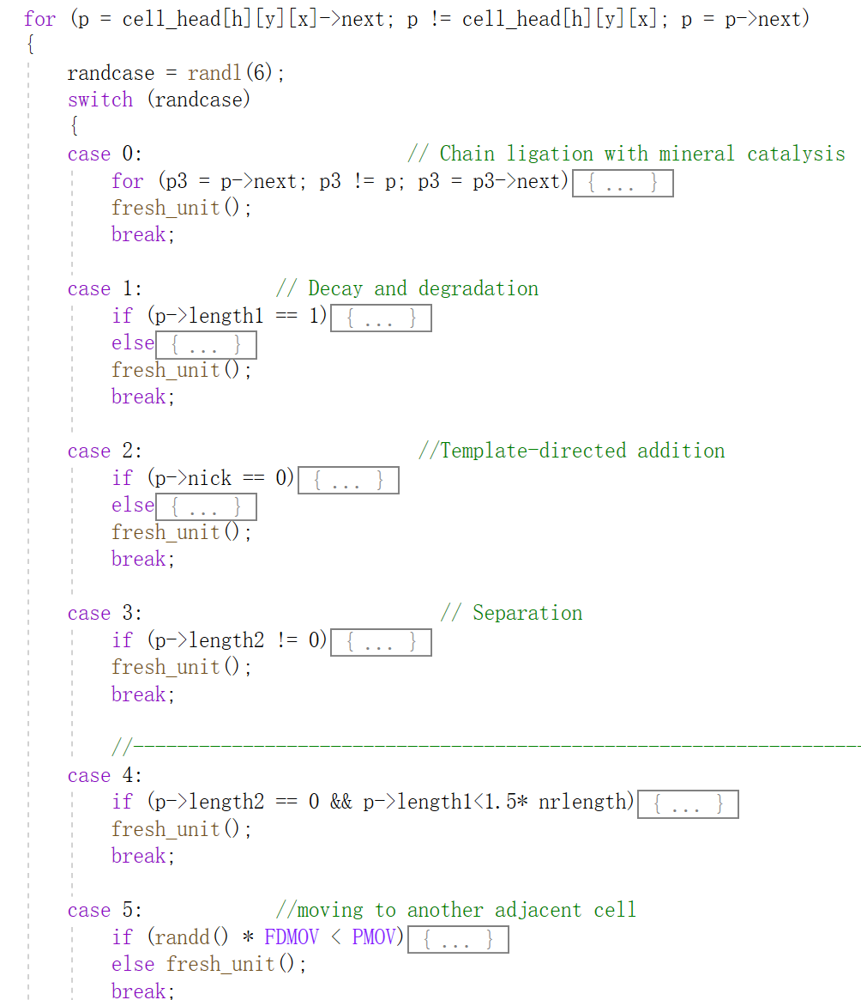 for (p = cell_head[h][y][x]->next; p != cell_head[h][y][x]; p = p->next)
{
randcase = randl(6);
switch (randcase)
{
case 0: // Chain ligation with mineral catalysis
for (p3 = p->next; p3 != p; p3 = p3->next){ ... }
fresh_unit();
break;
case 1: // Decay and degradation
if (p->length1 == 1){ ... }
else{ ... }
fresh_unit();
break;
case 2: //Template-directed addition
if (p->nick == 0){ ... }
else{ ... }
fresh_unit();
break;
case 3: // Separation
if (p->length2 != 0){ ... }
fresh_unit();
break;
//------------------------------------------------------------------
case 4:
if (p->length2 == 0 && p->length1<1.5* nrlength){ ... }
fresh_unit();
break;
case 5: //moving to another adjacent cell
if (randd() * FDMOV < PMOV){ ... }
else fresh_unit();
break;